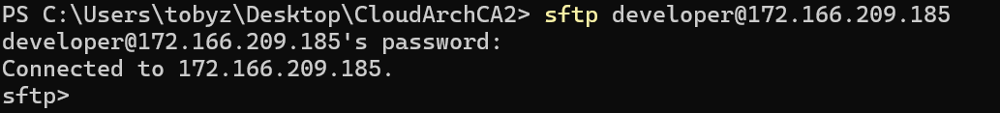 PS C:\Users\tobyz\Desktop\CloudArchCA2> sftp developer@172.166.209.185
developer@172.166.209.185's password:
Connected to 172.166.209.185.
sftp>